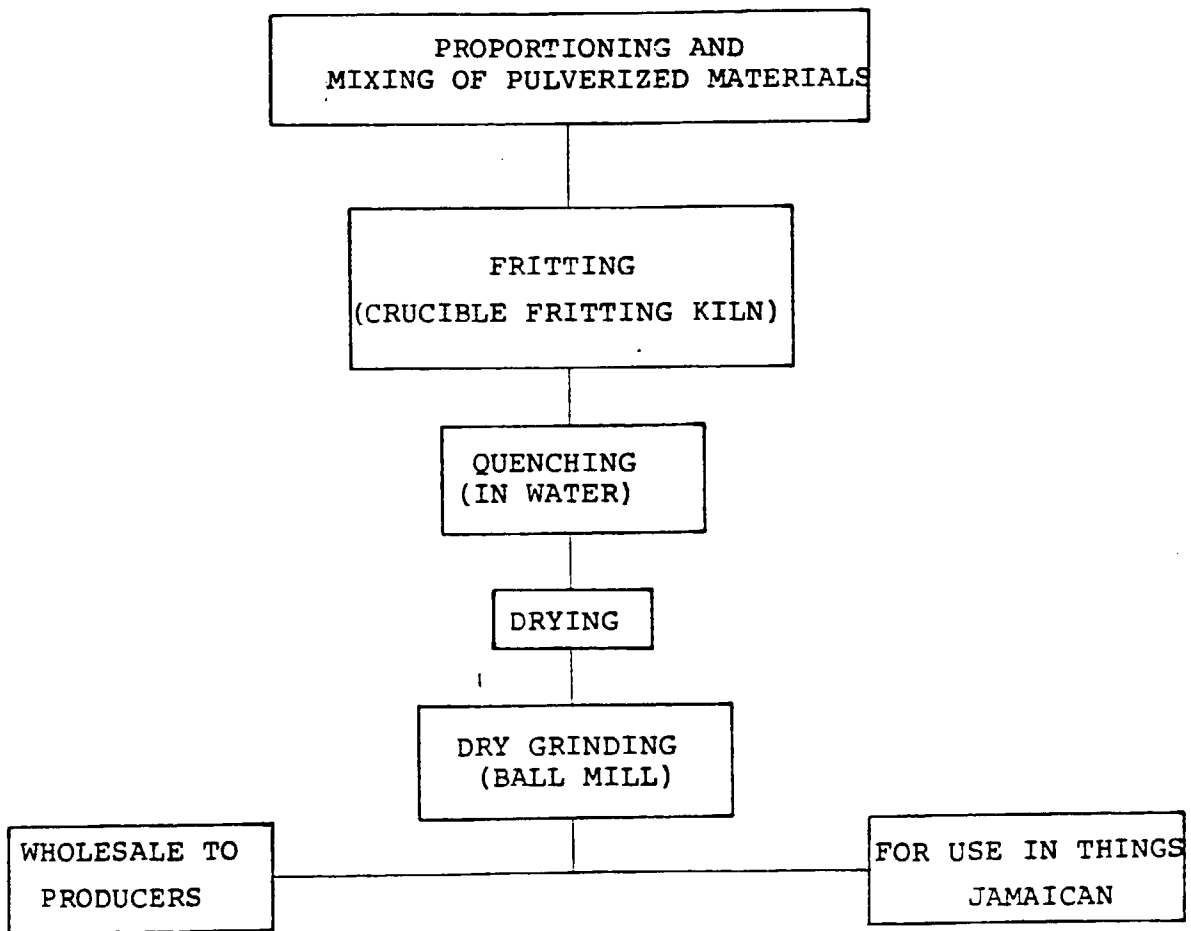 PROPORTIONING AND
MIXING OF PULVERIZED MATERIALS
FRITTING
(CRUCIBLE FRITTING KILN)
QUENCHING
(IN WATER)
DRYING
DRY GRINDING
(BALL MILL)
WHOLESALE TO
PRODUCERS
FOR USE IN THINGS
JAMAICAN